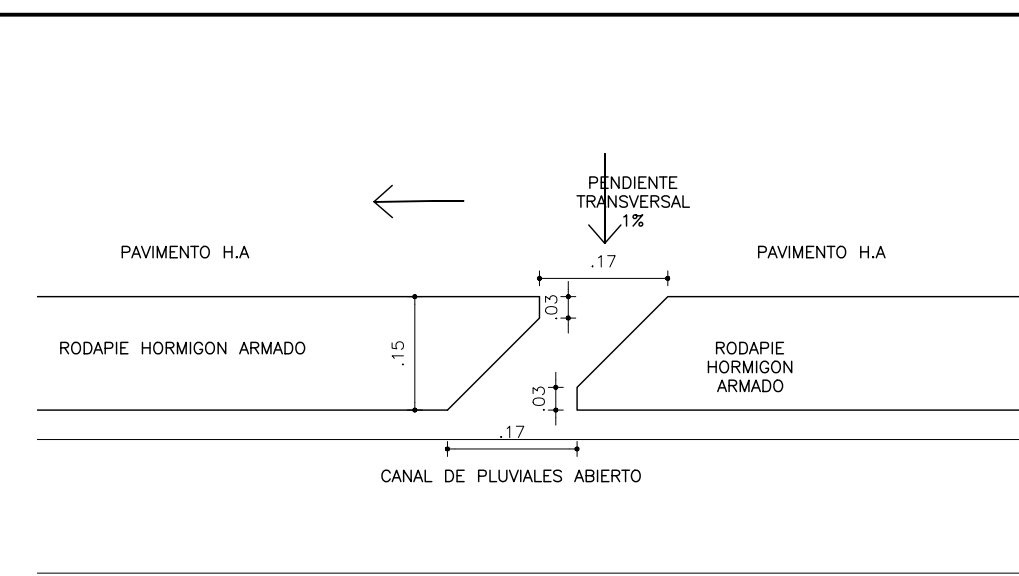 PENDIENTE
TRANSVERSAL
1%
PAVIMENTO H.A
PAVIMENTO H.A
.17
.03
RODAPIE HORMIGON ARMADO
.15
RODAPIE
HORMIGON
ARMADO
.03
.17
CANAL DE PLUVIALES ABIERTO